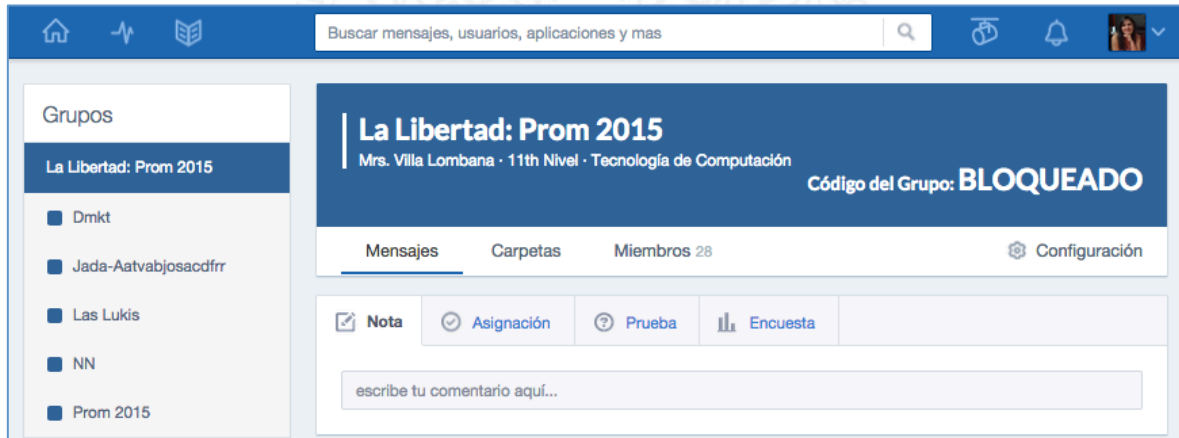 Buscar mensajes, usuarios, aplicaciones y mas
Grupos
La Libertad: Prom 2015
Dmkt
Jada-Aatvabjosacdfrr
Las Lukis
NN
Prom 2015
La Libertad: Prom 2015
Mrs. Villa Lombana · 11th Nivel · Tecnología de Computación
Código del Grupo: BLOQUEADO
Mensajes Carpetas Miembros 28 Configuración
Nota Asignación Prueba Encuesta
escribe tu comentario aquí...